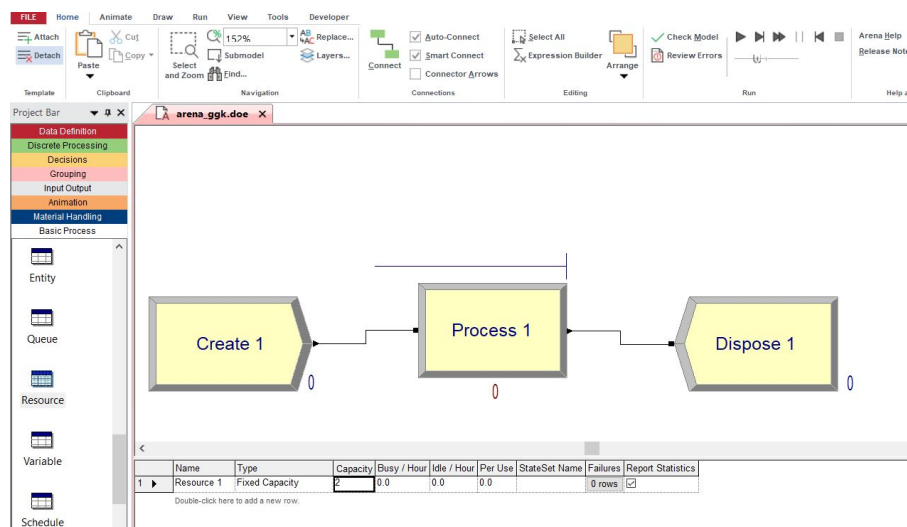 FILE Home Animate Draw Run View Tools Developer
Attach
Detach
Template
Paste
Cut
Copy
Clipboard
Select and Zoom
152%
Submodel
Find...
Replace...
Layers...
Navigation
Connect
Auto-Connect
Smart Connect
Connector Arrows
Connections
Select All
Expression Builder
Arrange
Editing
Check Model
Review Errors
Run
Arena Help
Release Note
Help a
Project Bar
arena_ggk.doe X
Data Definition
Discrete Processing
Decisions
Grouping
Input Output
Animation
Material Handling
Basic Process
Entity
Queue
Resource
Variable
Schedule
Create 1
0
Process 1
0
Dispose 1
0
Name Type Capacity Busy / Hour Idle / Hour Per Use StateSet Name Failures Report Statistics
1 Resource 1 Fixed Capacity 2 0.0 0.0 0.0 0 rows
Double-click here to add a new row.